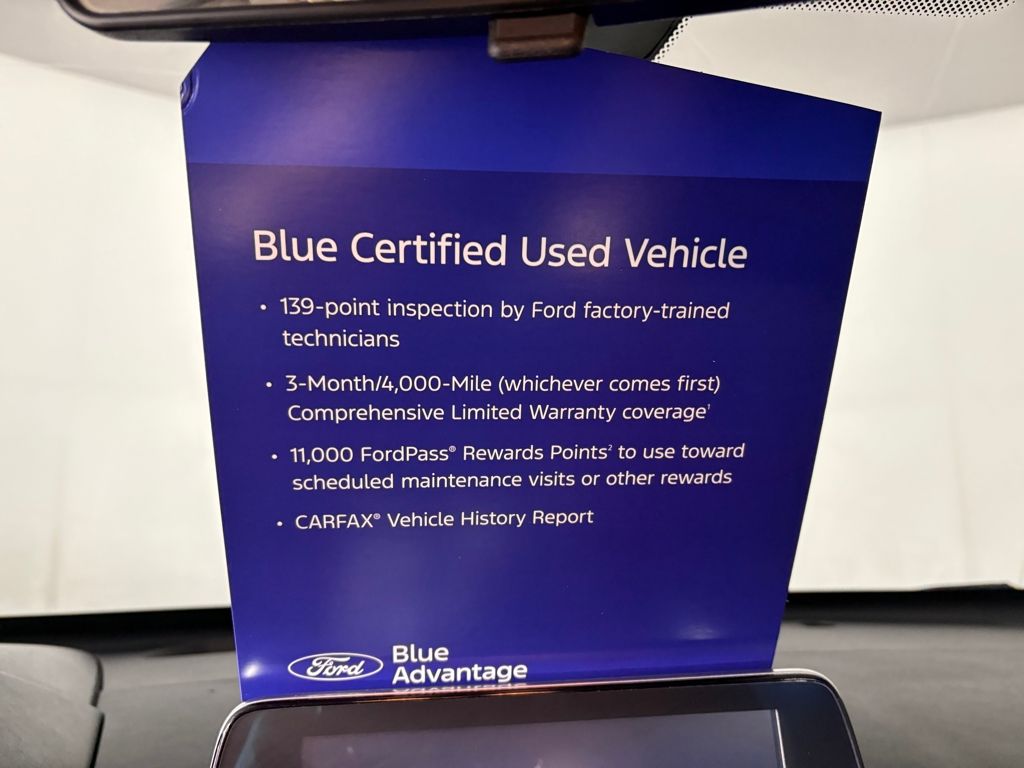 Blue Certified Used Vehicle
• 139-point inspection by Ford factory-trained
technicians
• 3-Month/4,000-Mile (whichever comes first)
Comprehensive Limited Warranty coverage¹
• 11,000 FordPass® Rewards Points² to use toward
scheduled maintenance visits or other rewards
• CARFAX® Vehicle History Report
Ford
Blue
Advantage